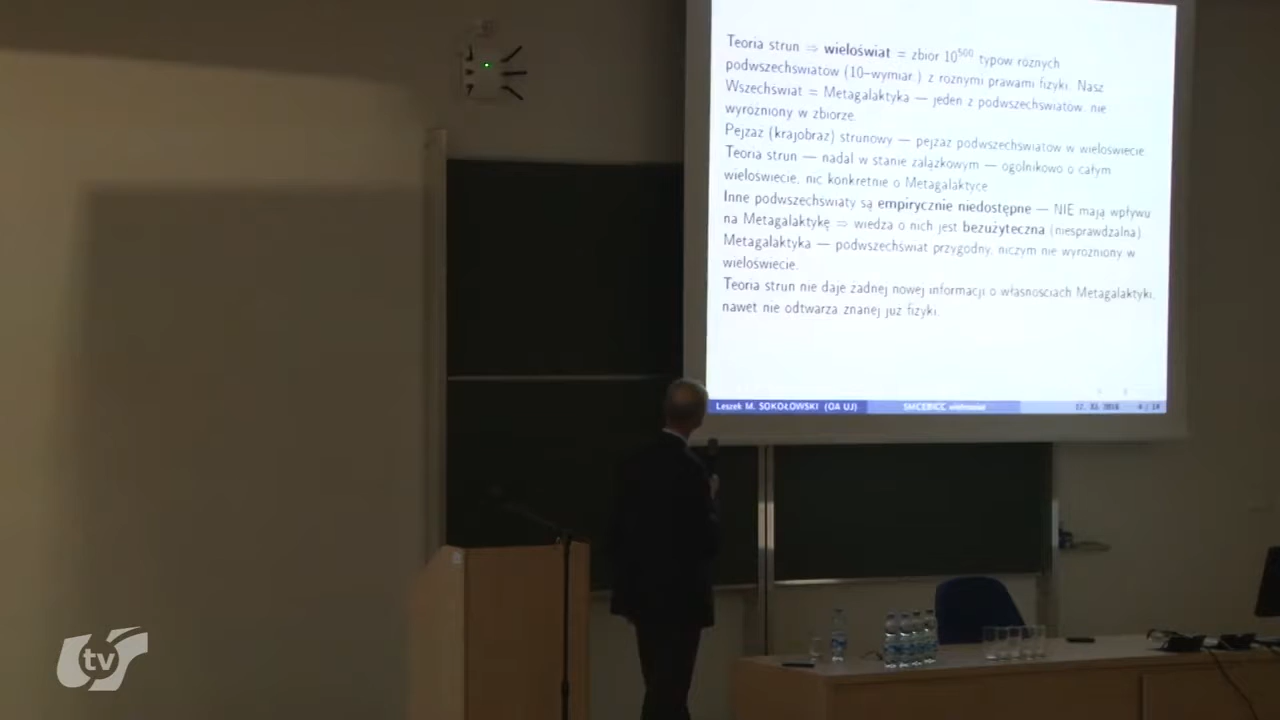 Teoria strun ⇒ wieloświat = zbiór 10⁵⁰⁰ typów różnych
podwszechświatów (10–wymiar.) z różnymi prawami fizyki. Nasz
Wszechświat = Metagalaktyka — jeden z podwszechświatów, nie
wyróżniony w zbiorze.
Pejzaż (krajobraz) strunowy — pejzaż podwszechświatów w wieloświecie.
Teoria strun — nadal w stanie zalążkowym — ogólnikowo o całym
wieloświecie, nic konkretnie o Metagalaktyce
Inne podwszechświaty są empirycznie niedostępne — NIE mają wpływu
na Metagalaktykę ⇒ wiedza o nich jest bezużyteczna (niesprawdzalna).
Metagalaktyka — podwszechświat przygodny, niczym nie wyróżniony w
wieloświecie.
Teoria strun nie daje żadnej nowej informacji o własnościach Metagalaktyki,
nawet nie odtwarza znanej już fizyki.
Leszek M. SOKOŁOWSKI (OA UJ) 12. XI. 2016
tv